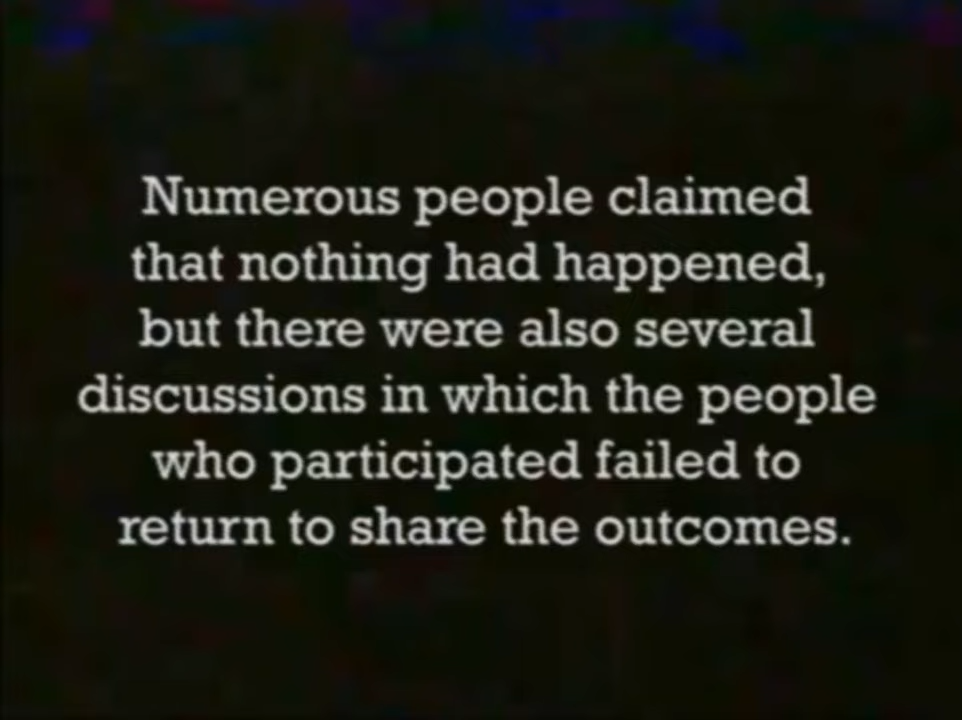 Numerous people claimed
that nothing had happened,
but there were also several
discussions in which the people
who participated failed to
return to share the outcomes.